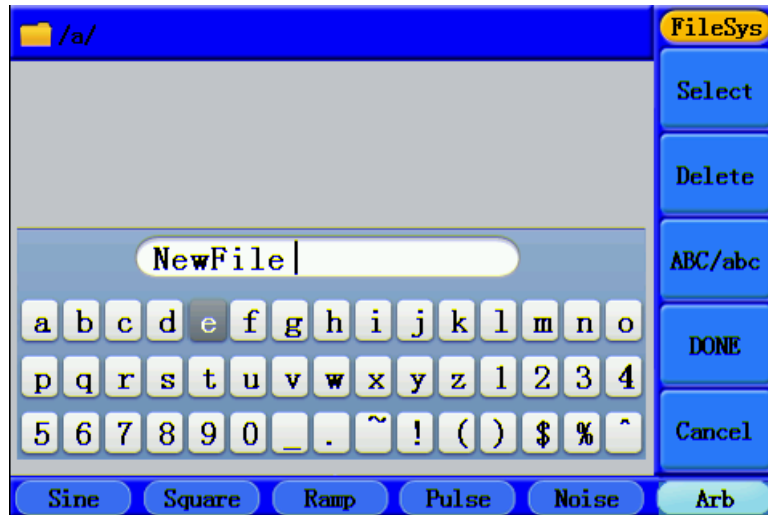 /a/
FileSys
Select
Delete
ABC/abc
DONE
Cancel
NewFile
a b c d e f g h i j k l m n o
p q r s t u v w x y z 1 2 3 4
5 6 7 8 9 0 _ . ~ ! ( ) $ % ^
Sine Square Ramp Pulse Noise Arb